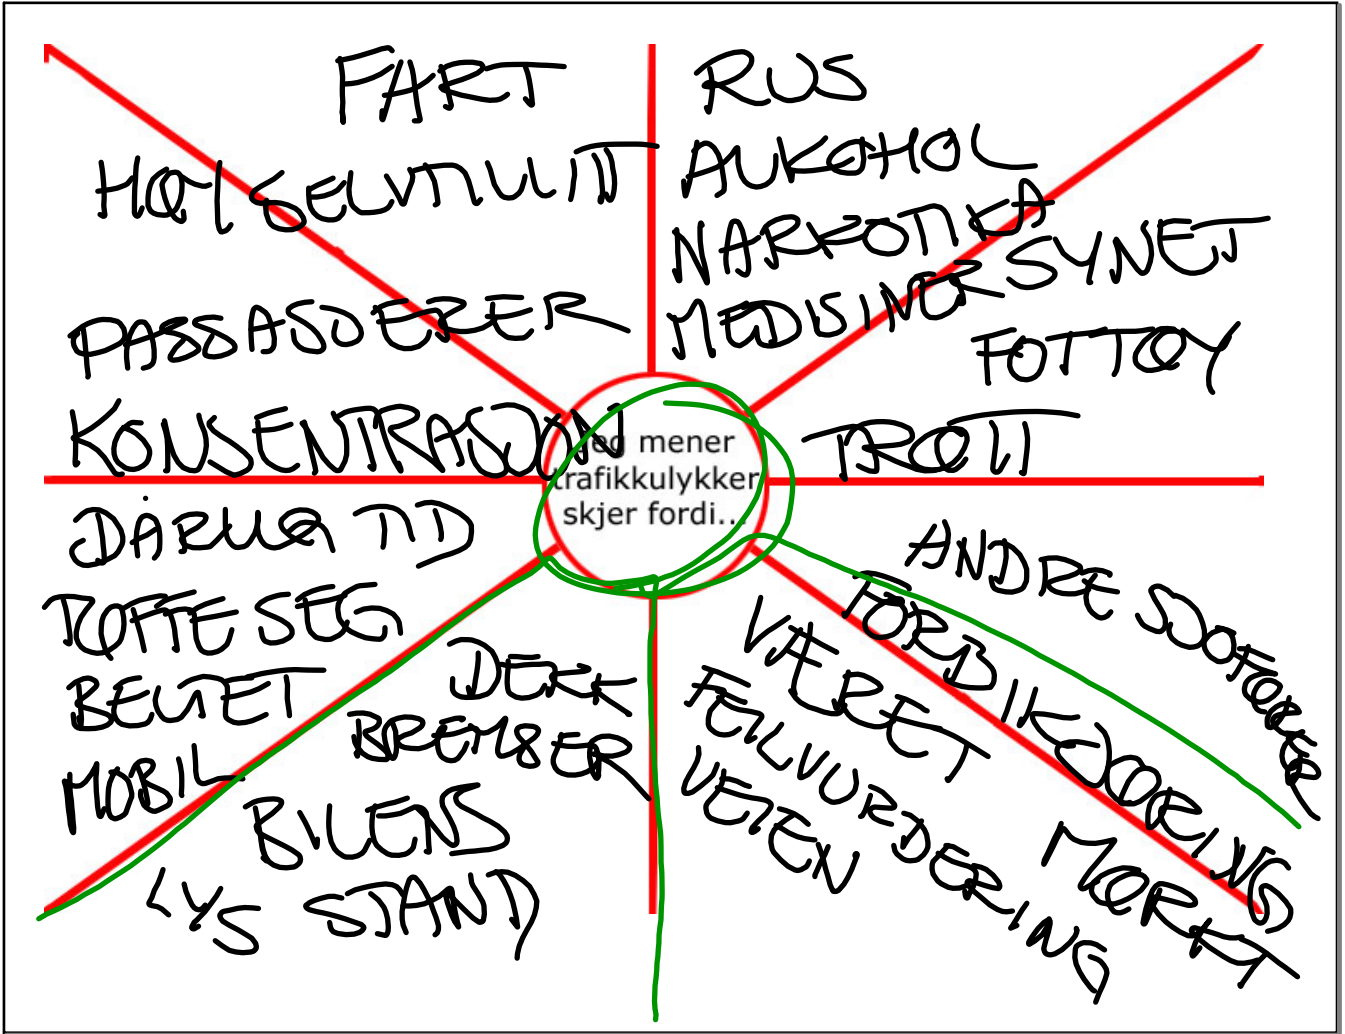 FART
HØY SELVTILLIT
PASSASJERER
KONSENTRASJON
RUS
ALKOHOL
NARKOTIKA
MEDISINER
SYNET
FOTTØY
TRØTT
Jeg mener
trafikkulykker
skjer fordi...
DÅRLIG TID
TØFFE SEG
BELTET
MOBIL
DEKK
BREMSER
BILENS
STAND
LYS
VÆRET
FEILVURDERING
VEIEN
FORBIKJØRING
MØRKT
ANDRE SJÅFØRER